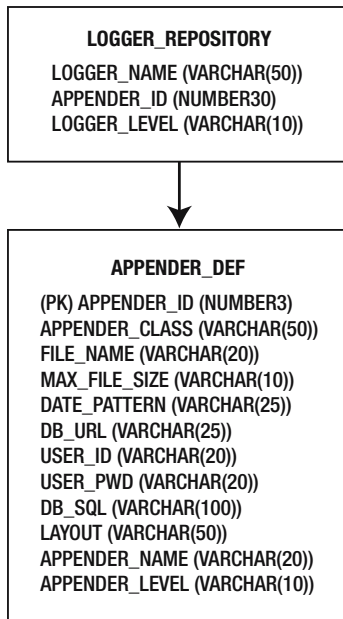 LOGGER_REPOSITORY
LOGGER_NAME (VARCHAR(50))
APPENDER_ID (NUMBER30)
LOGGER_LEVEL (VARCHAR(10))
APPENDER_DEF
(PK) APPENDER_ID (NUMBER3)
APPENDER_CLASS (VARCHAR(50))
FILE_NAME (VARCHAR(20))
MAX_FILE_SIZE (VARCHAR(10))
DATE_PATTERN (VARCHAR(25))
DB_URL (VARCHAR(25))
USER_ID (VARCHAR(20))
USER_PWD (VARCHAR(20))
DB_SQL (VARCHAR(100))
LAYOUT (VARCHAR(50))
APPENDER_NAME (VARCHAR(20))
APPENDER_LEVEL (VARCHAR(10))